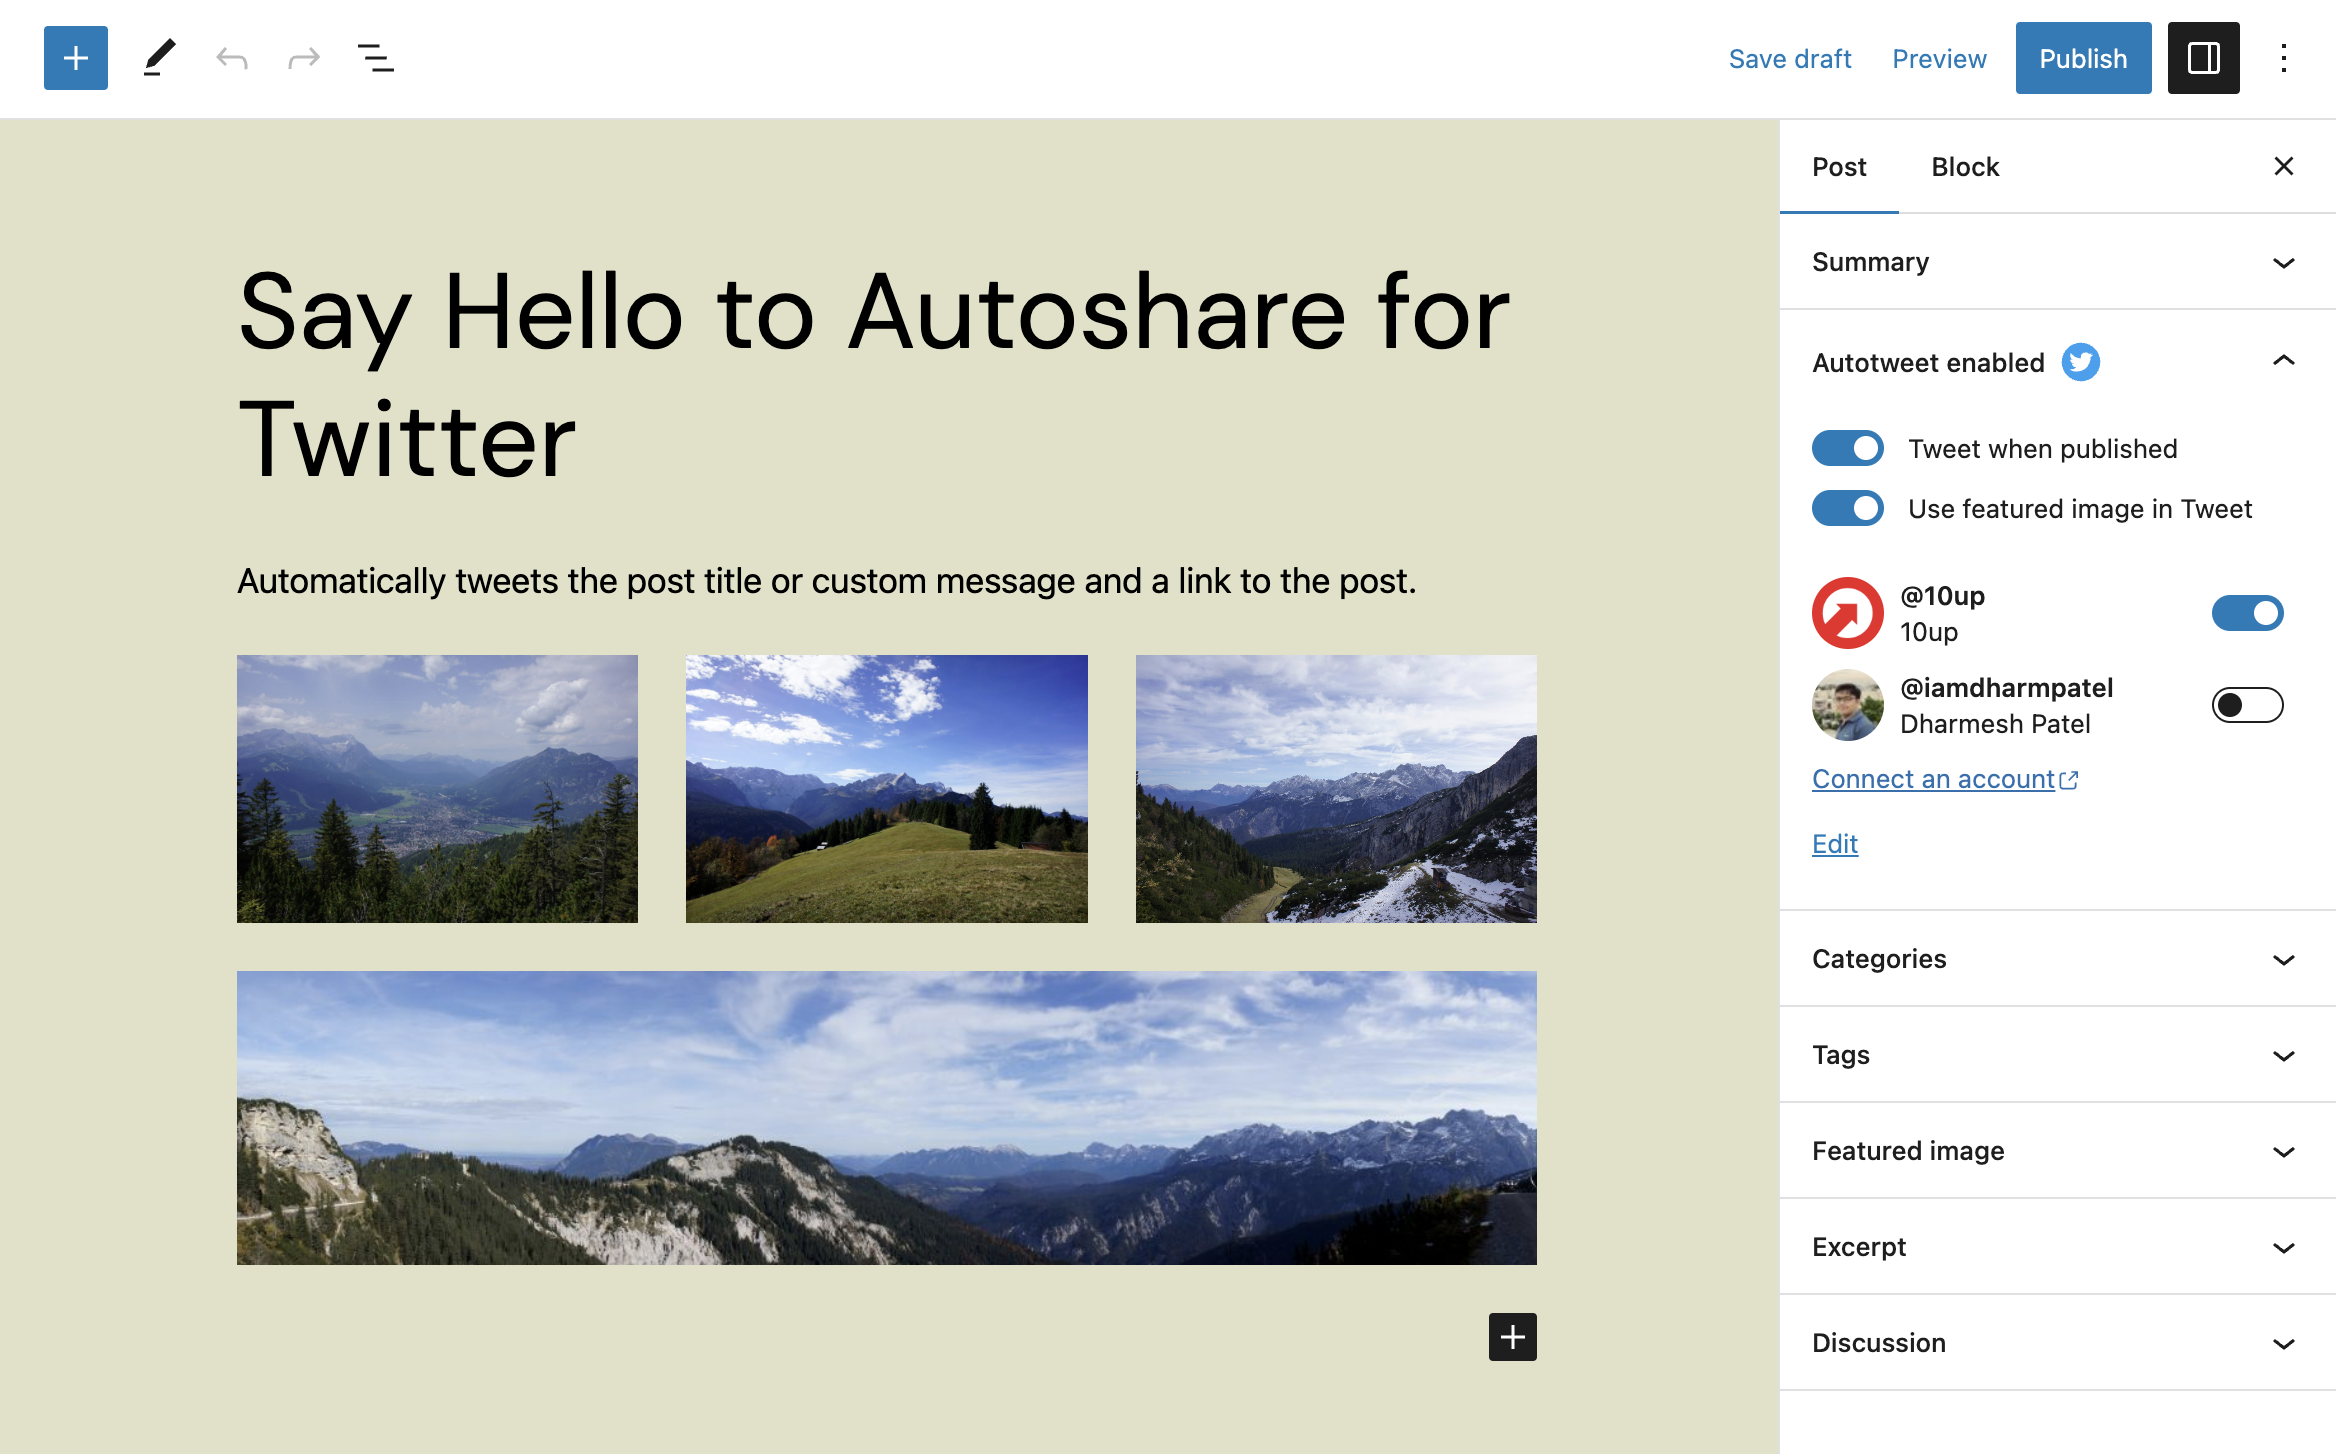 Save draft
Preview
Publish
Say Hello to Autoshare for
Twitter
Automatically tweets the post title or custom message and a link to the post.
Post
Block
Summary
Autotweet enabled
Tweet when published
Use featured image in Tweet
@10up
10up
@iamdharmpatel
Dharmesh Patel
Connect an account
Edit
Categories
Tags
Featured image
Excerpt
Discussion